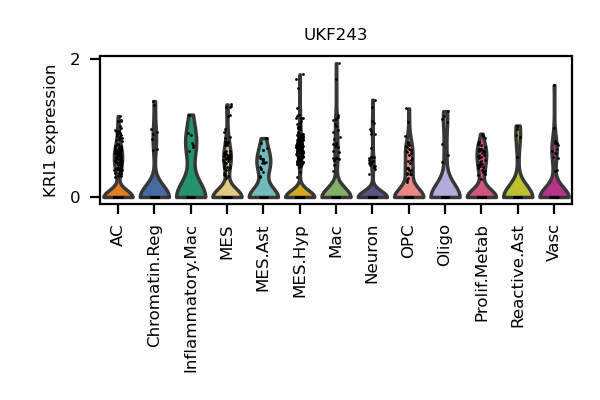 UKF243
KRI1 expression
2
0
AC
Chromatin.Reg
Inflammatory.Mac
MES
MES.Ast
MES.Hyp
Mac
Neuron
OPC
Oligo
Prolif.Metab
Reactive.Ast
Vasc